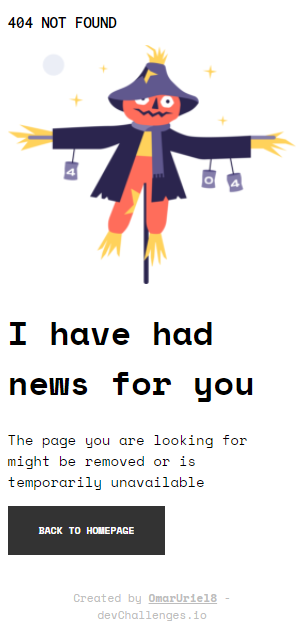 404 NOT FOUND
4
0
4
I have had
news for you
The page you are looking for
might be removed or is
temporarily unavailable
BACK TO HOMEPAGE
Created by OmarUriel8 -
devChallenges.io